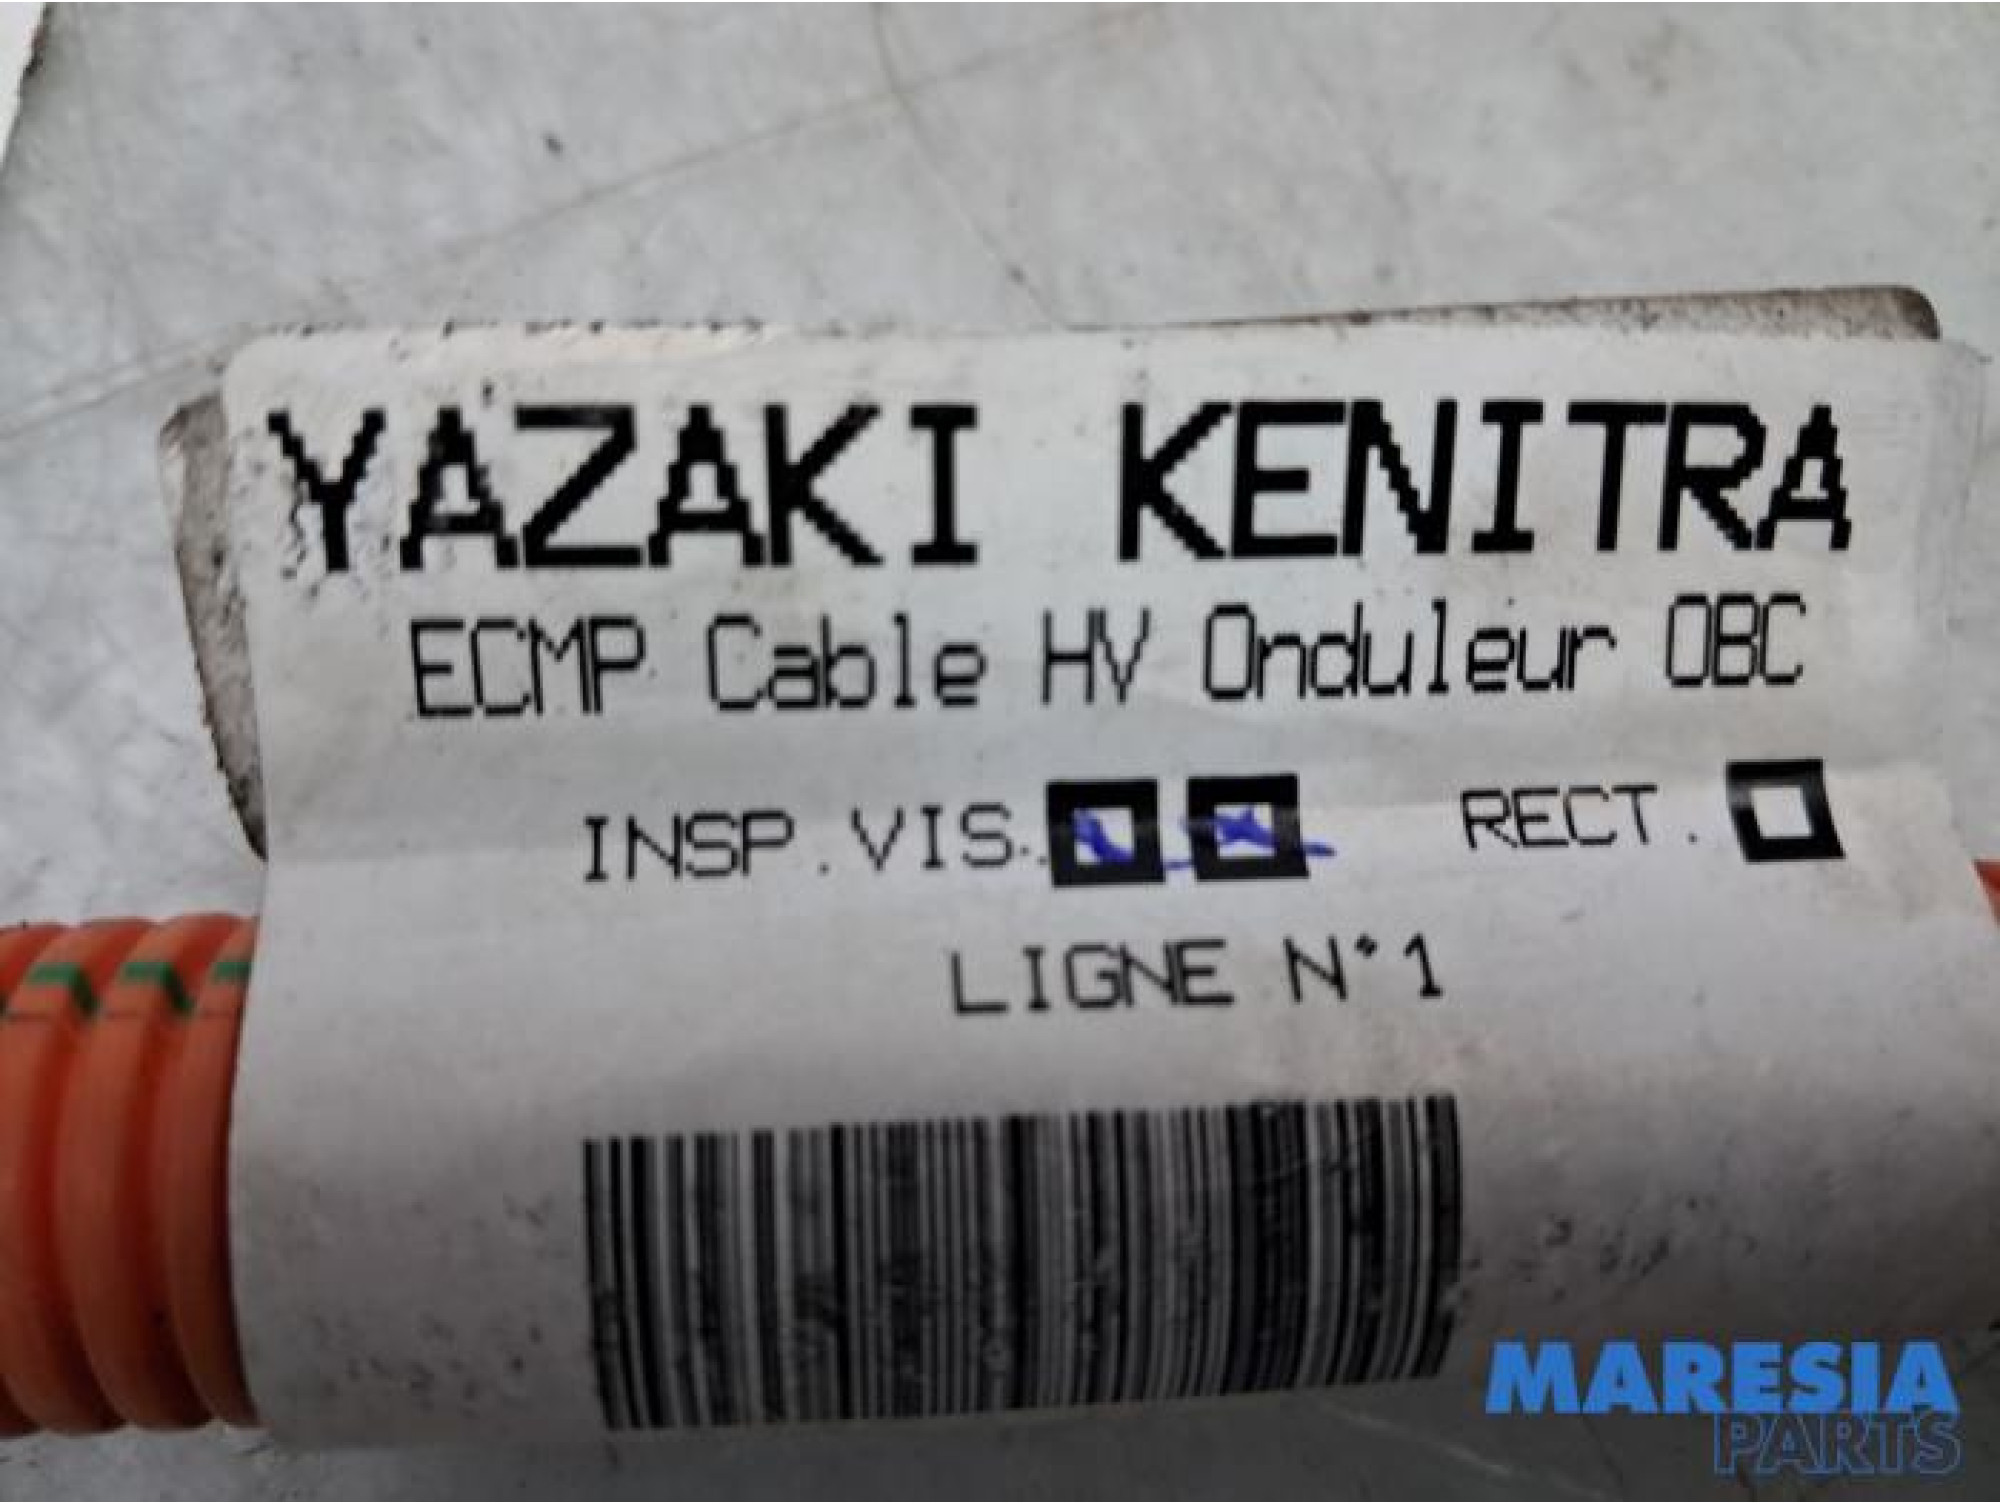 YAZAKI KENITRA
ECMP Cable HV Onduleur OBC
INSP.VIS. RECT.
LIGNE N°1
MARESIA
PARTS